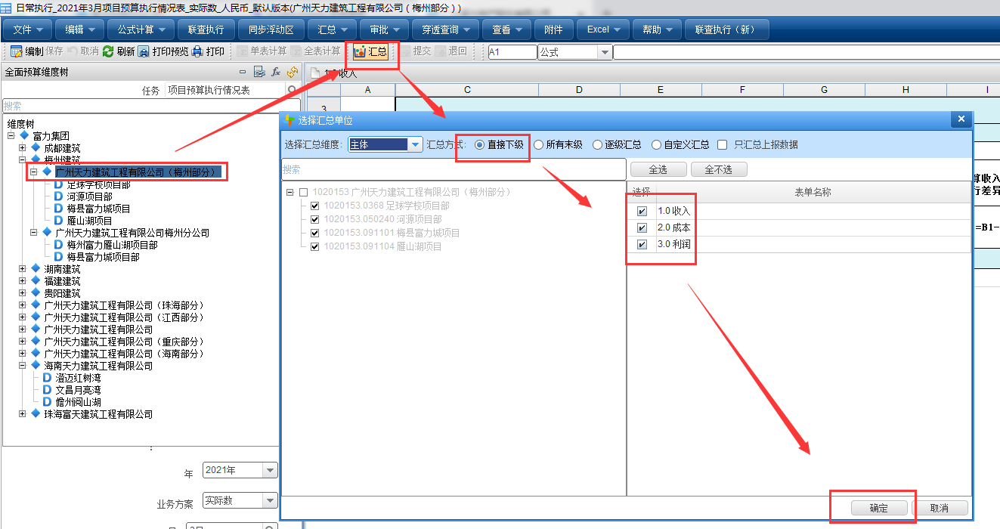 日常执行_2021年3月项目预算执行情况表_实际数_人民币_默认版本(广州天力建筑工程有限公司（梅州部分）)
文件 编辑 公式计算 联查执行 同步浮动区 汇总 审批 穿透查询 查看 附件 Excel 帮助 联查执行（新）
编制 保存 取消 刷新 打印预览 打印 单表计算 全表计算 汇总 提交 退回 A1 公式
全面预算维度树
任务 项目预算执行情况表
搜索
维度树
富力集团
成都建筑
梅州建筑
广州天力建筑工程有限公司（梅州部分）
足球学校项目部
河源项目部
梅县富力城项目
雁山湖项目
广州天力建筑工程有限公司梅州分公司
梅州富力雁山湖项目部
梅县富力城项目部
湖南建筑
福建建筑
贵阳建筑
广州天力建筑工程有限公司（珠海部分）
广州天力建筑工程有限公司（江西部分）
广州天力建筑工程有限公司
广州天力建筑工程有限公司（重庆部分）
广州天力建筑工程有限公司（海南部分）
海南天力建筑工程有限公司
澄迈红树湾
文昌月亮湾
儋州阅山湖
珠海富天建筑工程有限公司
年 2021年
业务方案 实际数
收入
A C D E F G H I
3
选择汇总单位
选择汇总维度: 主体 汇总方式: 直接下级 所有末级 逐级汇总 自定义汇总 只汇总上报数据
搜索 全选 全不选
1020153 广州天力建筑工程有限公司（梅州部分）
1020153.0368 足球学校项目部
1020153.050240 河源项目部
1020153.091101 梅县富力城项目
1020153.091104 雁山湖项目
选择 表单名称
1.0 收入
2.0 成本
3.0 利润
算收入
行差异
=B1-
确定 取消